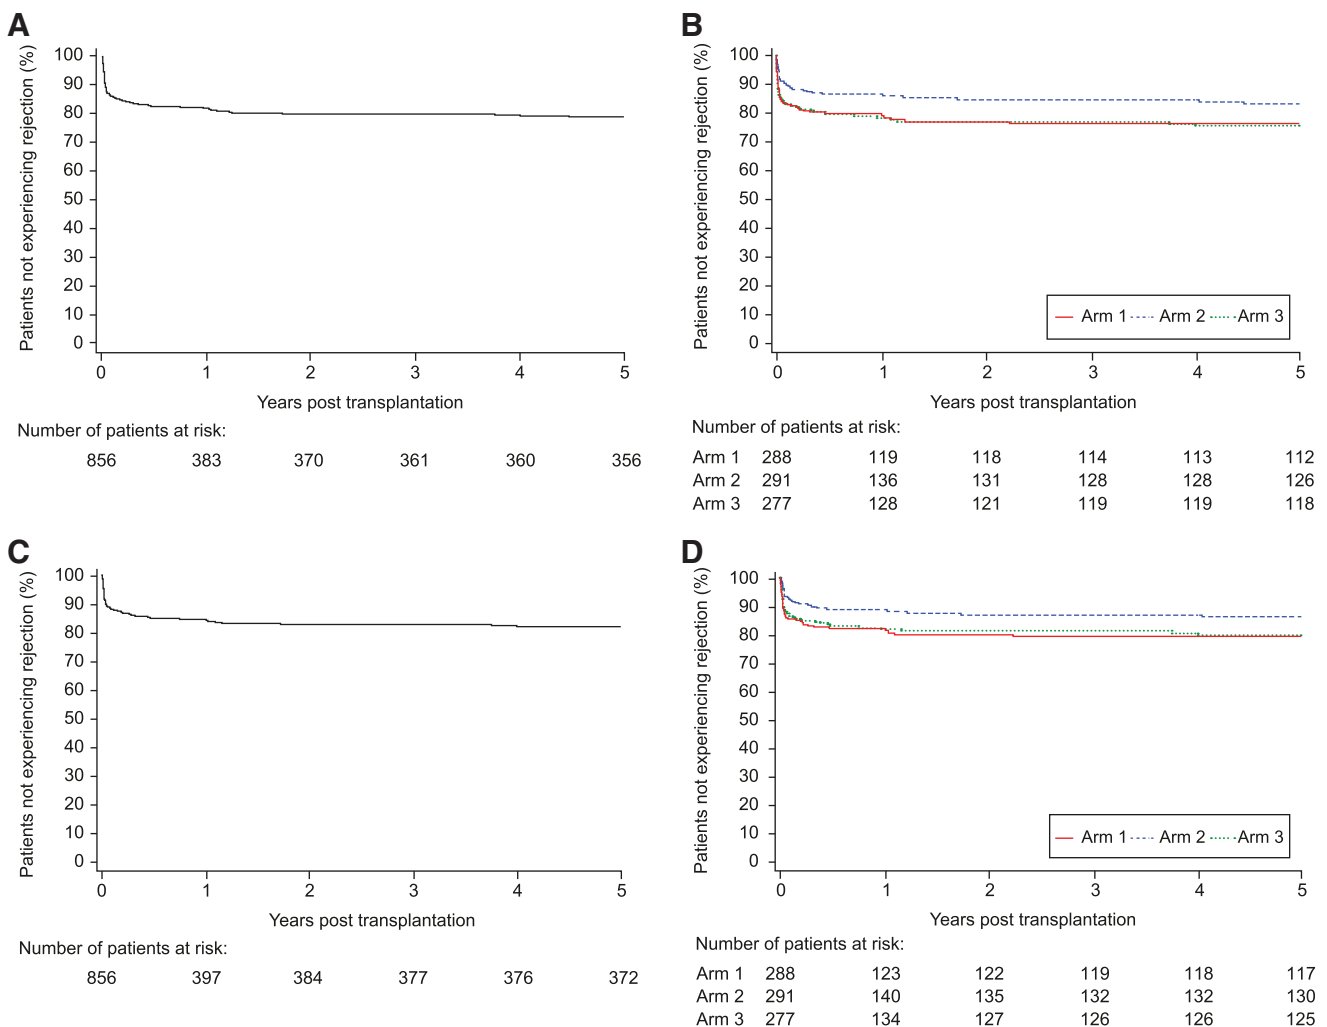 A
Patients not experiencing rejection (%)
100
90
80
70
60
50
40
30
20
10
0
0 1 2 3 4 5
Years post transplantation
Number of patients at risk:
856 383 370 361 360 356
B
Patients not experiencing rejection (%)
100
90
80
70
60
50
40
30
20
10
0
Arm 1 Arm 2 Arm 3
0 1 2 3 4 5
Years post transplantation
Number of patients at risk:
Arm 1 288 119 118 114 113 112
Arm 2 291 136 131 128 128 126
Arm 3 277 128 121 119 119 118
C
Patients not experiencing rejection (%)
100
90
80
70
60
50
40
30
20
10
0
0 1 2 3 4 5
Years post transplantation
Number of patients at risk:
856 397 384 377 376 372
D
Patients not experiencing rejection (%)
100
90
80
70
60
50
40
30
20
10
0
Arm 1 Arm 2 Arm 3
0 1 2 3 4 5
Years post transplantation
Number of patients at risk:
Arm 1 288 123 122 119 118 117
Arm 2 291 140 135 132 132 130
Arm 3 277 134 127 126 126 125